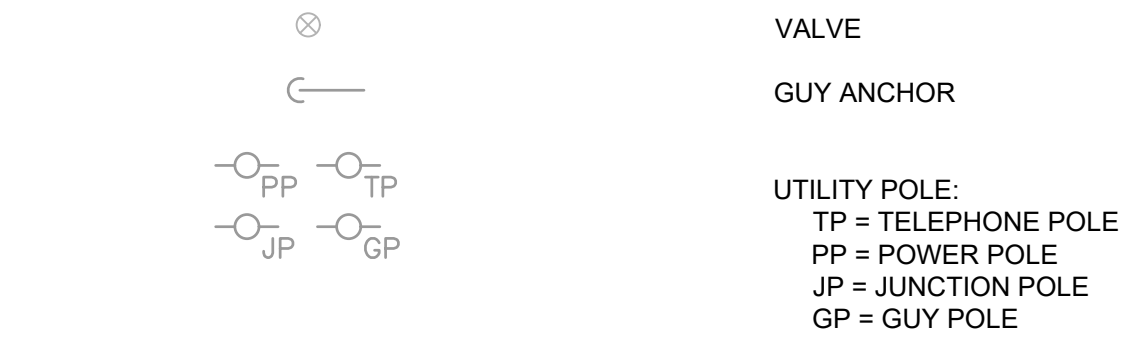 VALVE
GUY ANCHOR
PP TP
JP GP
UTILITY POLE:
TP = TELEPHONE POLE
PP = POWER POLE
JP = JUNCTION POLE
GP = GUY POLE